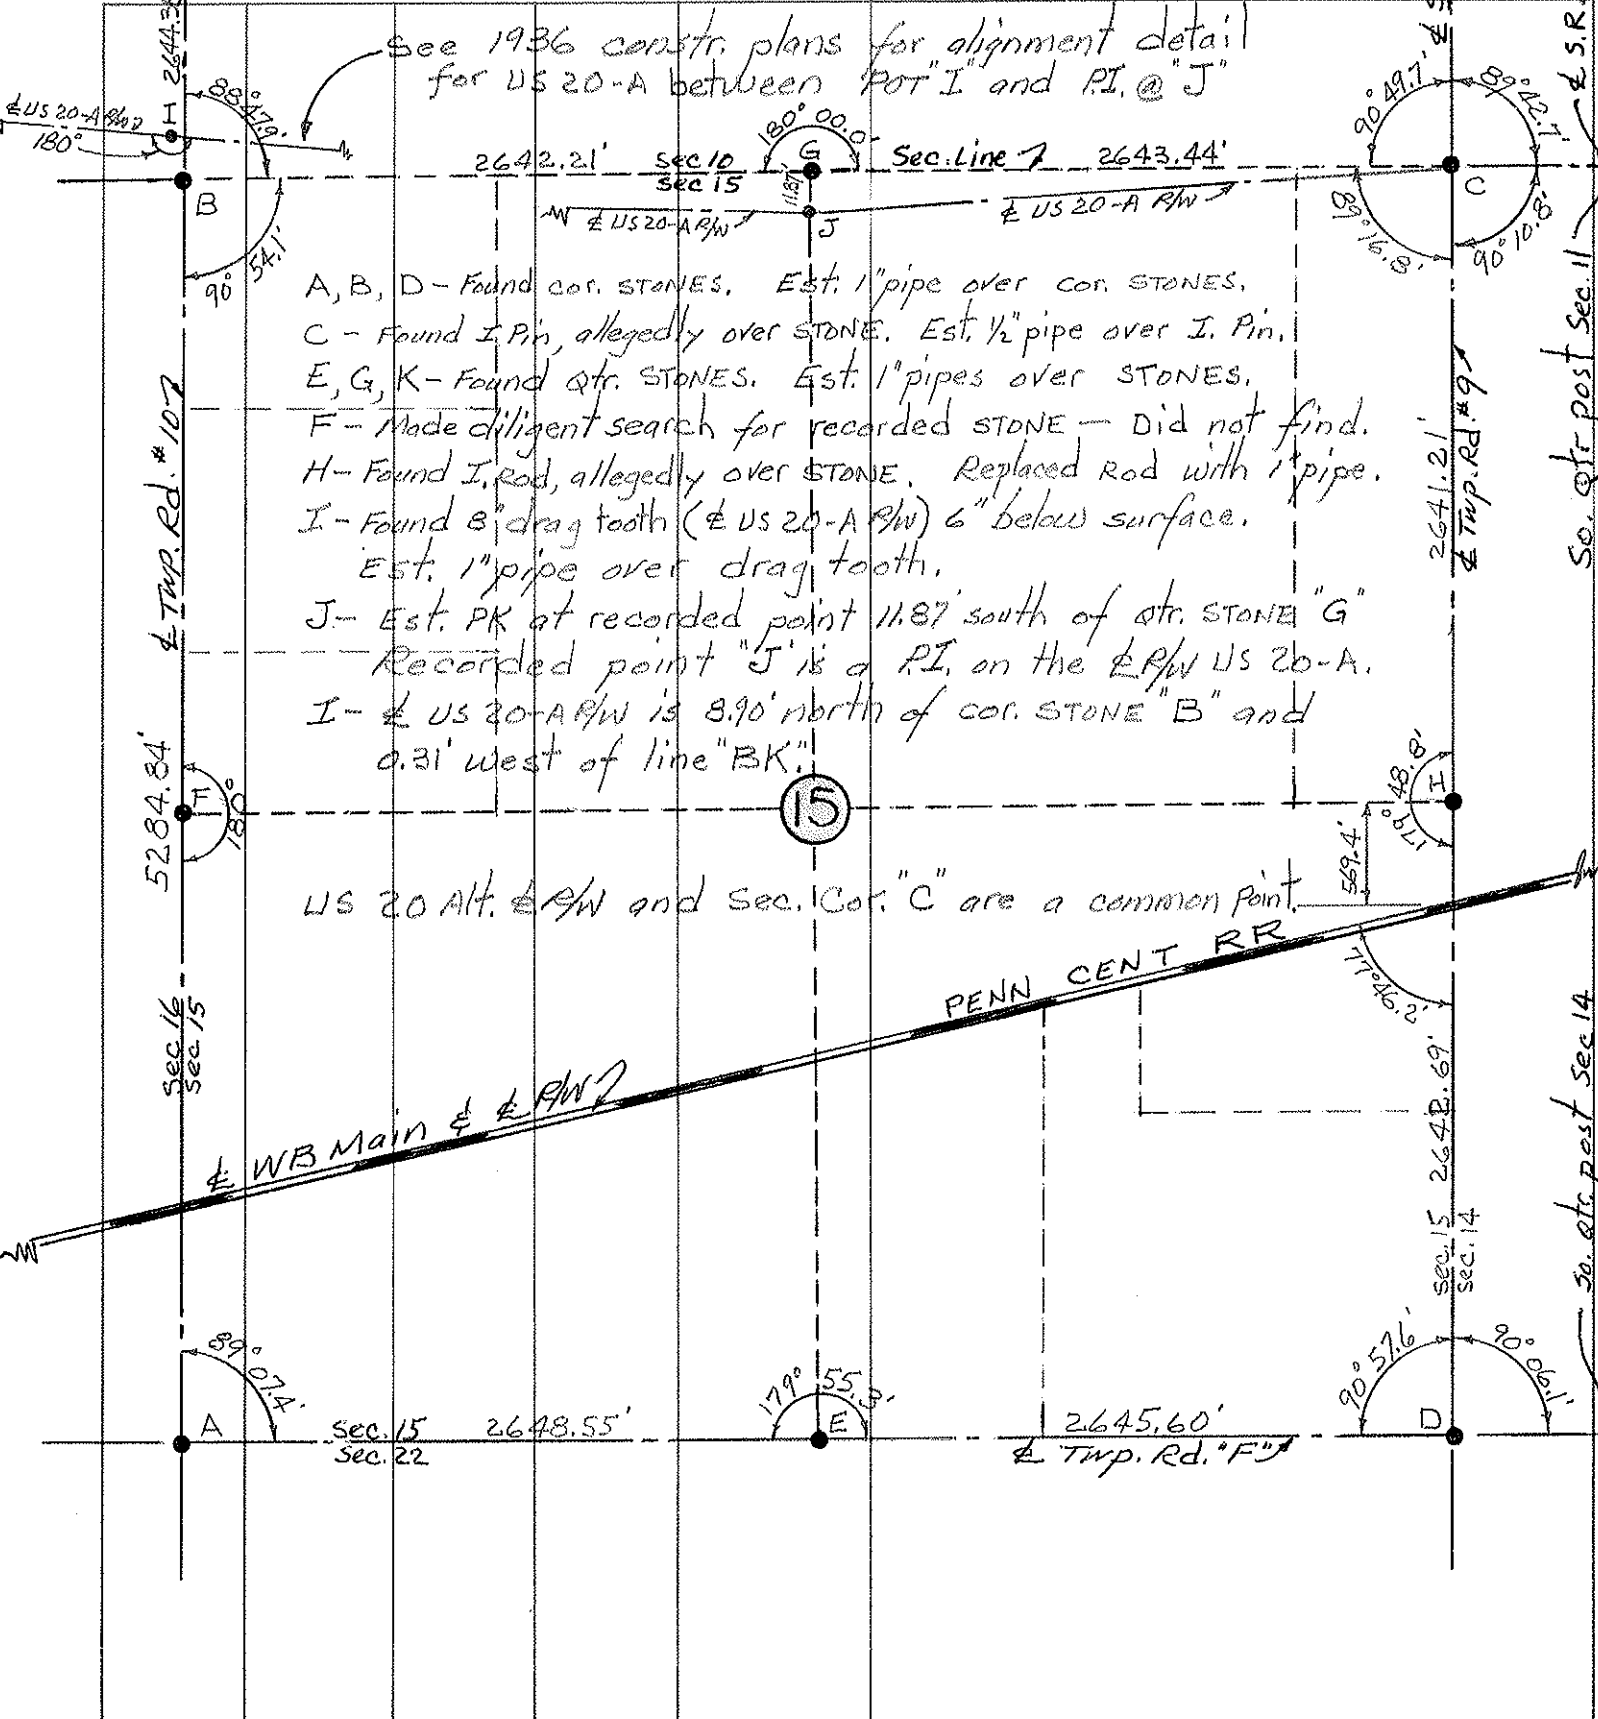 See 1936 constr. plans for alignment detail
for US 20-A between POT "I" and P.I. @ "J"
H 2644.3
88° 47.9'
℄ US 20-A R/W
180°
I
B
90° 54.1'
2642.21'
Sec 10
Sec 15
180° 00.0'
G
11.87'
Sec. Line
2643.44'
℄ US 20-A R/W
J
℄ US 20-A R/W
90° 49.7'
89° 42.7'
C
89° 16.8'
90° 10.8'
℄ S.R.
A, B, D - Found cor. STONES. Est. 1" pipe over cor. STONES.
C - Found I. Pin, allegedly over STONE. Est. 1/2" pipe over I. Pin.
E, G, K - Found Qtr. STONES. Est. 1" pipes over STONES.
F - Made diligent search for recorded STONE - Did not find.
H - Found I. Rod, allegedly over STONE. Replaced Rod with 1" pipe.
I - Found 8" drag tooth (℄ US 20-A R/W) 6" below surface.
Est. 1" pipe over drag tooth.
J - Est. PK at recorded point 11.87' south of qtr. STONE "G"
Recorded point "J" is a P.I. on the ℄ R/W US 20-A.
I - ℄ US 20-A R/W is 8.90' north of cor. STONE "B" and
0.31' west of line "BK".
℄ Twp. Rd. #10
5284.84'
F
180°
15
2641.21'
℄ Twp. Rd. #9
So. Qtr post Sec. 11
H
179° 48.8'
569.4'
US 20 Alt. ℄ R/W and Sec. Cor. "C" are a common point.
PENN CENT RR
77° 46.2'
Sec 16
Sec 15
℄ WB Main & ℄ R/W
2642.69'
Sec. 15
Sec. 14
So. qtr. post Sec 14
89° 07.4'
A
Sec. 15
Sec. 22
2648.55'
179° 55.3'
E
2645.60'
℄ Twp. Rd. "F"
90° 57.6'
90° 06.1'
D